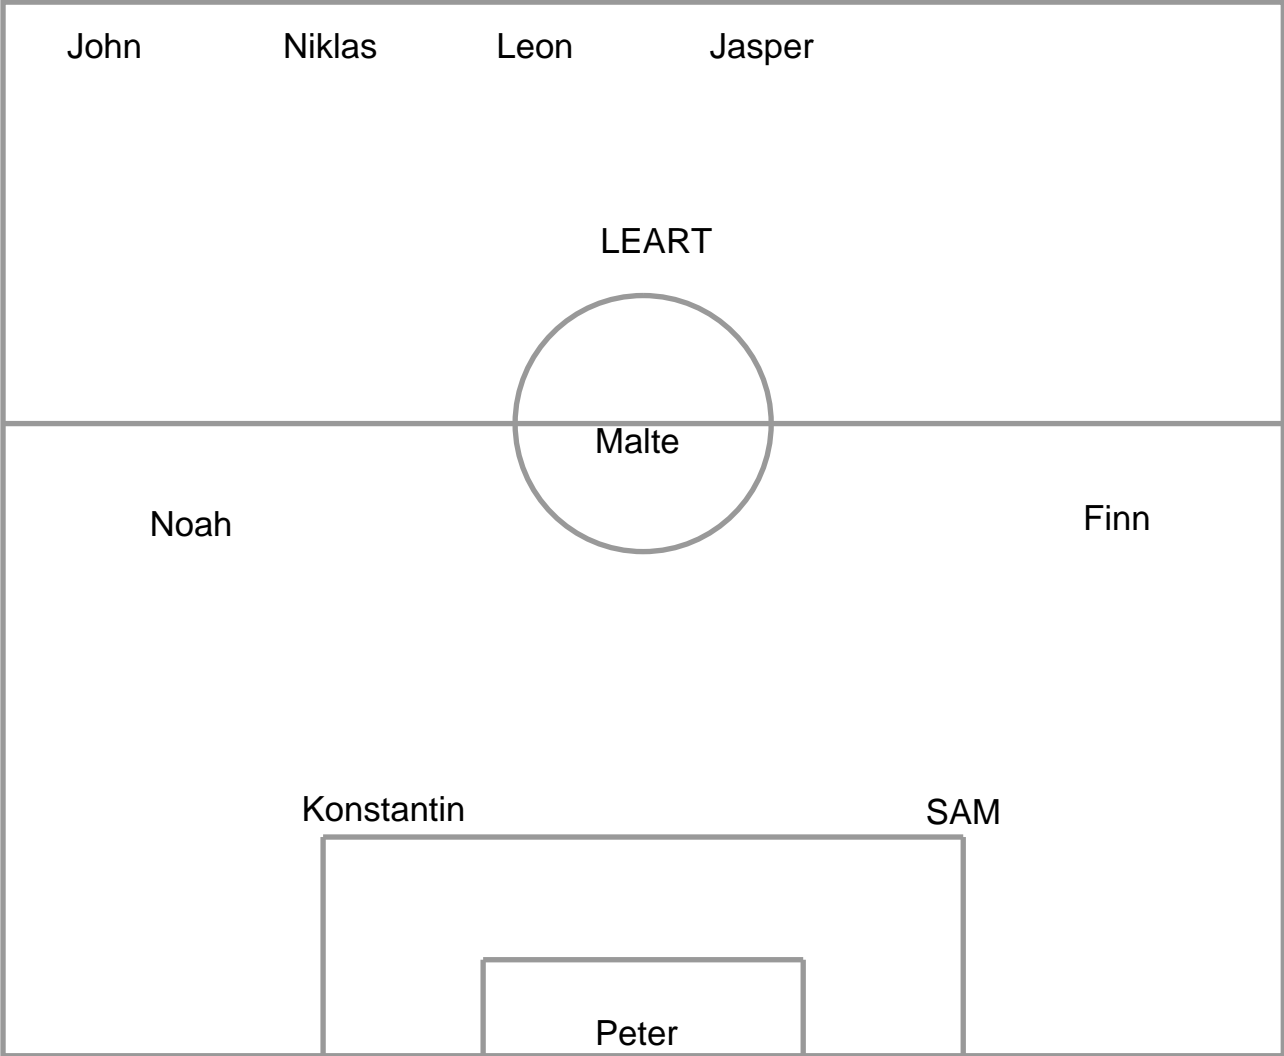 John Niklas Leon Jasper
LEART
Malte
Noah Finn
Konstantin SAM
Peter